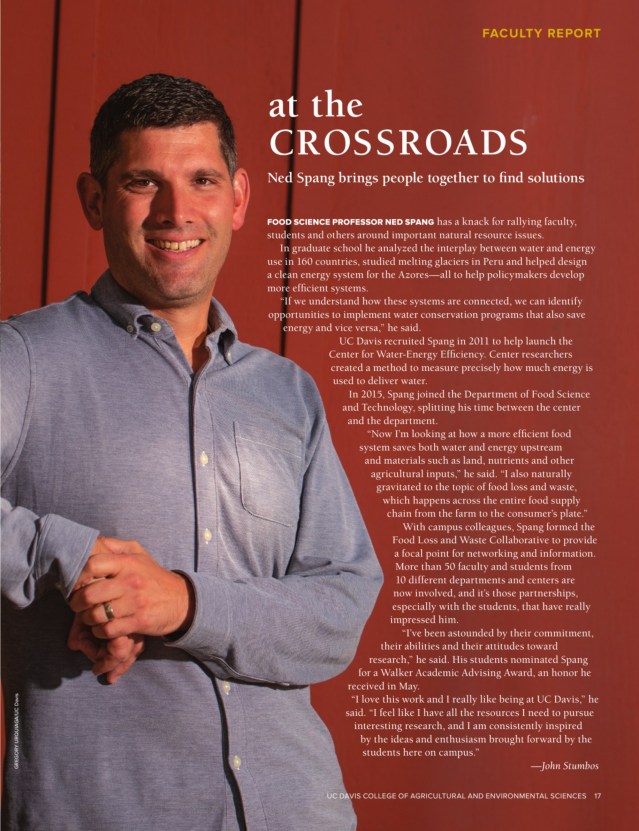 FACULTY REPORT
at the
CROSSROADS
Ned Spang brings people together to find solutions
FOOD SCIENCE PROFESSOR NED SPANG has a knack for rallying faculty,
students and others around important natural resource issues.
In graduate school he analyzed the interplay between water and energy
use in 160 countries, studied melting glaciers in Peru and helped design
a clean energy system for the Azores—all to help policymakers develop
more efficient systems.
"If we understand how these systems are connected, we can identify
opportunities to implement water conservation programs that also save
energy and vice versa," he said.
UC Davis recruited Spang in 2011 to help launch the
Center for Water-Energy Efficiency. Center researchers
created a method to measure precisely how much energy is
used to deliver water.
In 2015, Spang joined the Department of Food Science
and Technology, splitting his time between the center
and the department.
"Now I'm looking at how a more efficient food
system saves both water and energy upstream
and materials such as land, nutrients and other
agricultural inputs," he said. "I also naturally
gravitated to the topic of food loss and waste,
which happens across the entire food supply
chain from the farm to the consumer's plate."
With campus colleagues, Spang formed the
Food Loss and Waste Collaborative to provide
a focal point for networking and information.
More than 50 faculty and students from
10 different departments and centers are
now involved, and it's those partnerships,
especially with the students, that have really
impressed him.
"I've been astounded by their commitment,
their abilities and their attitudes toward
research," he said. His students nominated Spang
for a Walker Academic Advising Award, an honor he
received in May.
"I love this work and I really like being at UC Davis," he
said. "I feel like I have all the resources I need to pursue
interesting research, and I am consistently inspired
by the ideas and enthusiasm brought forward by the
students here on campus."
—John Stumbos
GREGORY URQUIAGA/UC Davis
UC DAVIS COLLEGE OF AGRICULTURAL AND ENVIRONMENTAL SCIENCES 17